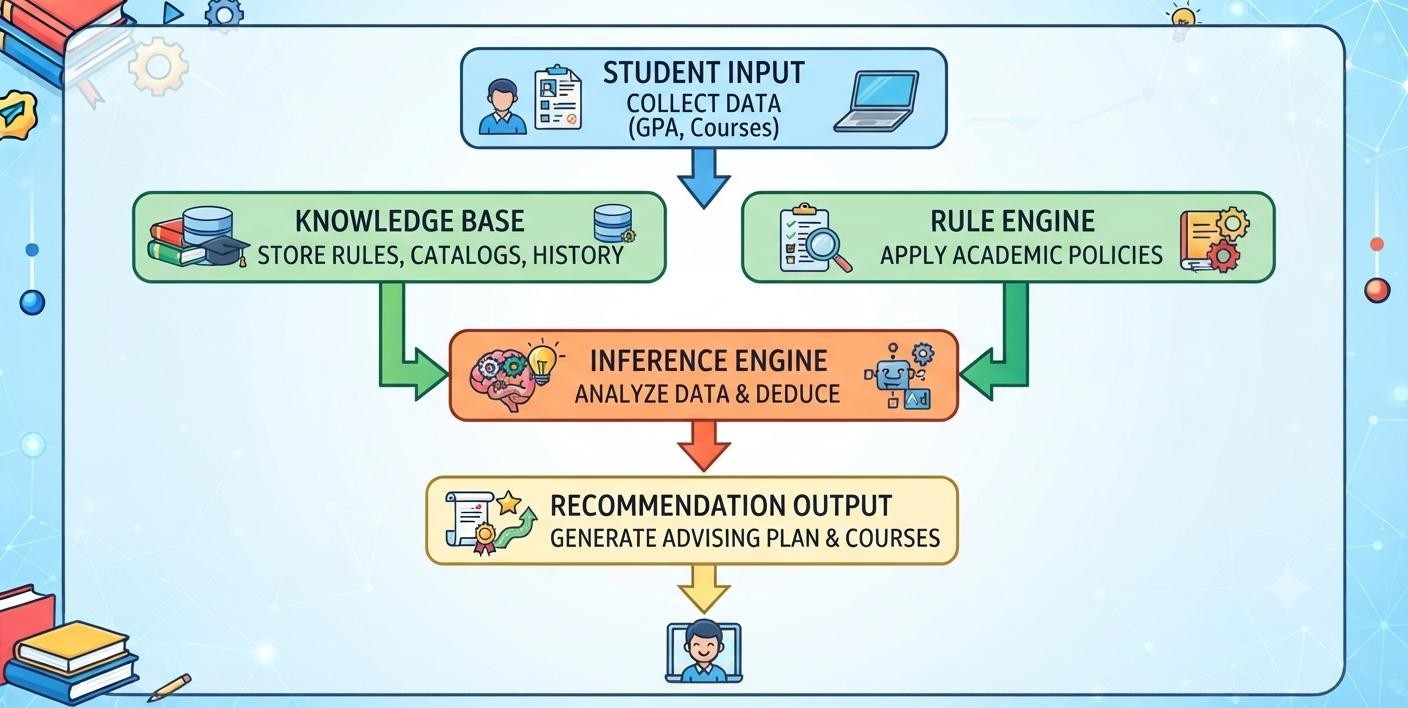 STUDENT INPUT
COLLECT DATA
(GPA, Courses)
KNOWLEDGE BASE
STORE RULES, CATALOGS, HISTORY
RULE ENGINE
APPLY ACADEMIC POLICIES
INFERENCE ENGINE
ANALYZE DATA & DEDUCE
RECOMMENDATION OUTPUT
GENERATE ADVISING PLAN & COURSES